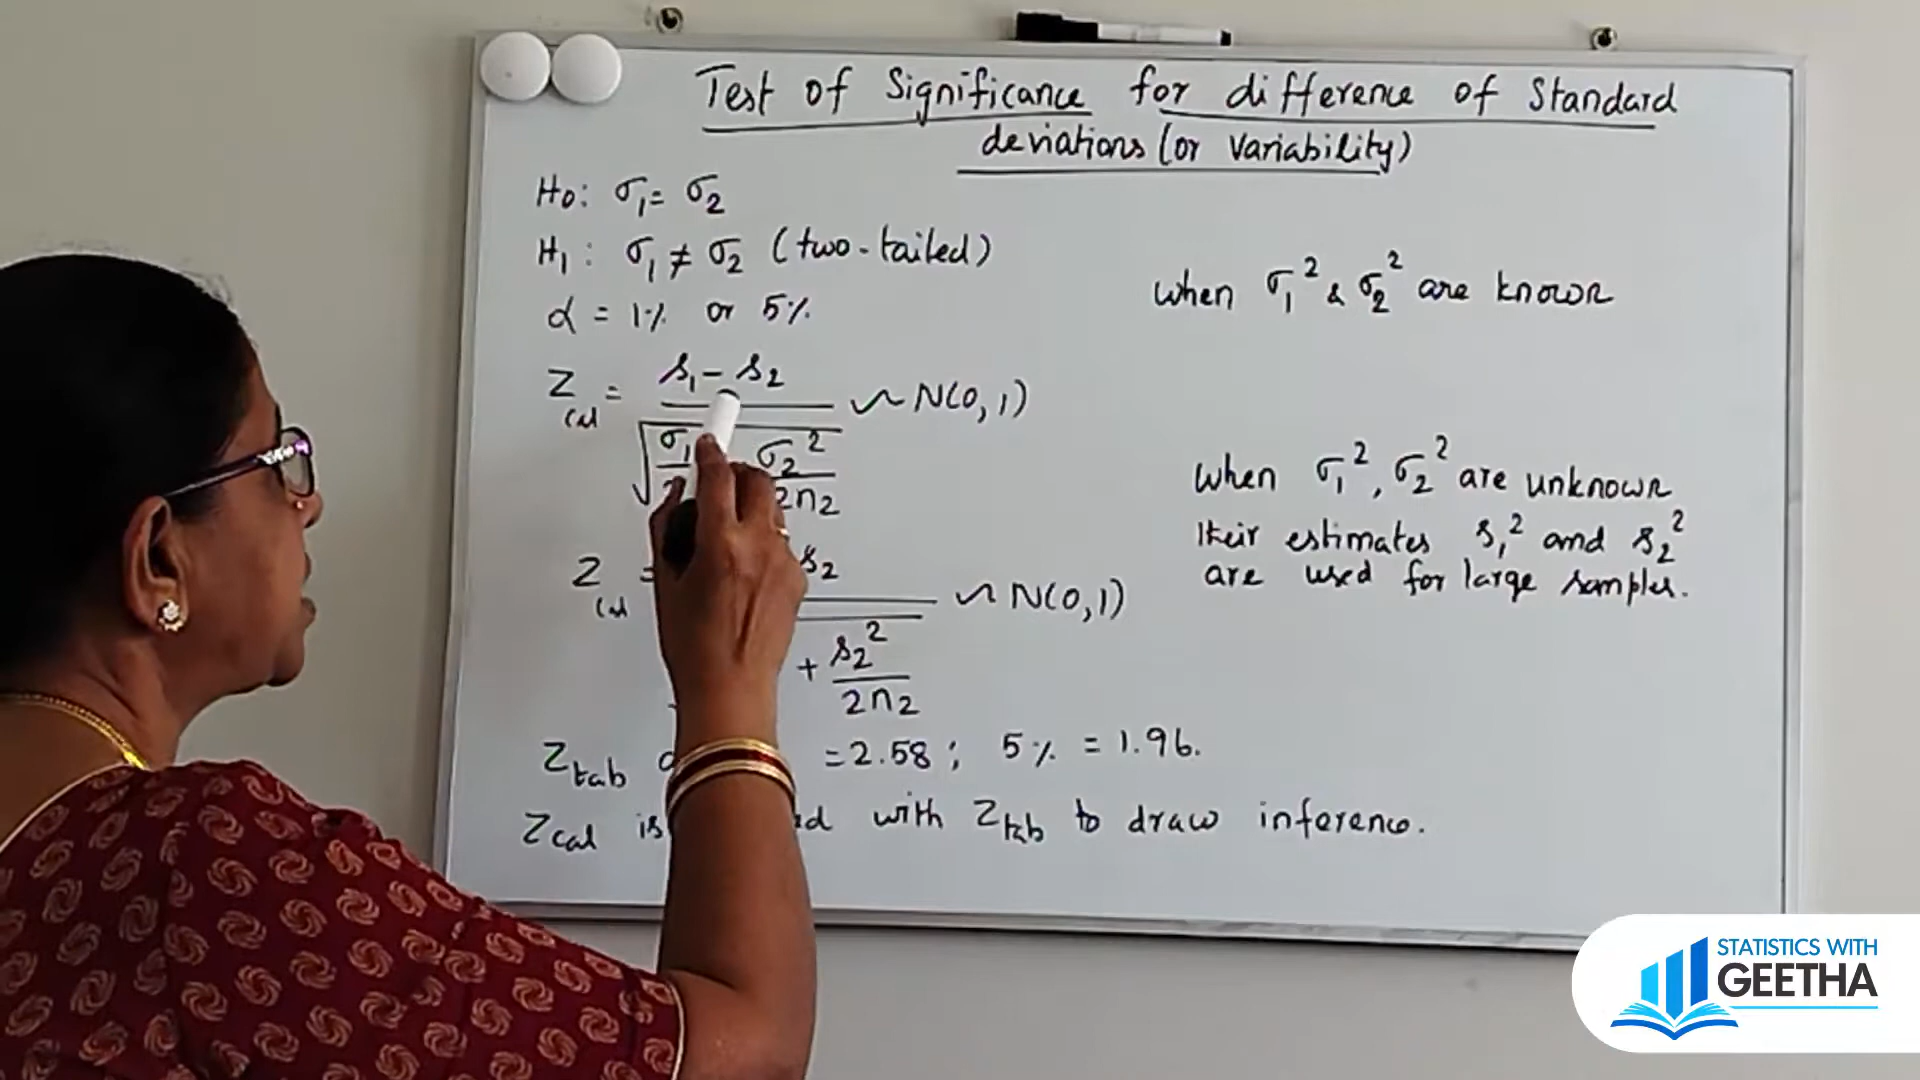 Test of Significance for difference of Standard
deviations (or variability)
H0: σ1 = σ2
H1: σ1 ≠ σ2 (two-tailed)
α = 1% or 5%
when σ1² & σ2² are known
Z cal = s1 - s2 ~ N(0,1)
σ1 σ2²
2n2
When σ1², σ2² are unknown
their estimates s1² and s2²
are used for large samples.
Z cal = s2 ~ N(0,1)
+ s2²
2n2
Ztab = 2.58 ; 5% = 1.96.
Zcal is with Ztab to draw inference.
STATISTICS WITH
GEETHA